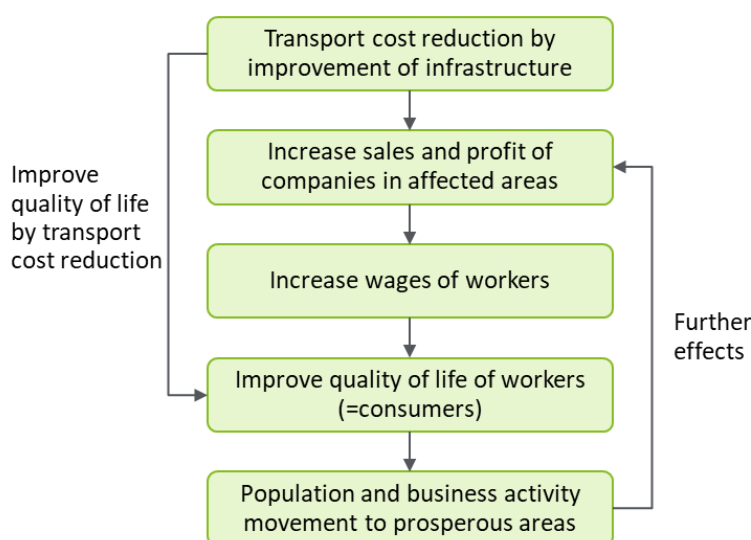 Transport cost reduction by
improvement of infrastructure
Increase sales and profit of
companies in affected areas
Improve
quality of life
by transport
cost reduction
Increase wages of workers
Further
effects
Improve quality of life of workers
(=consumers)
Population and business activity
movement to prosperous areas